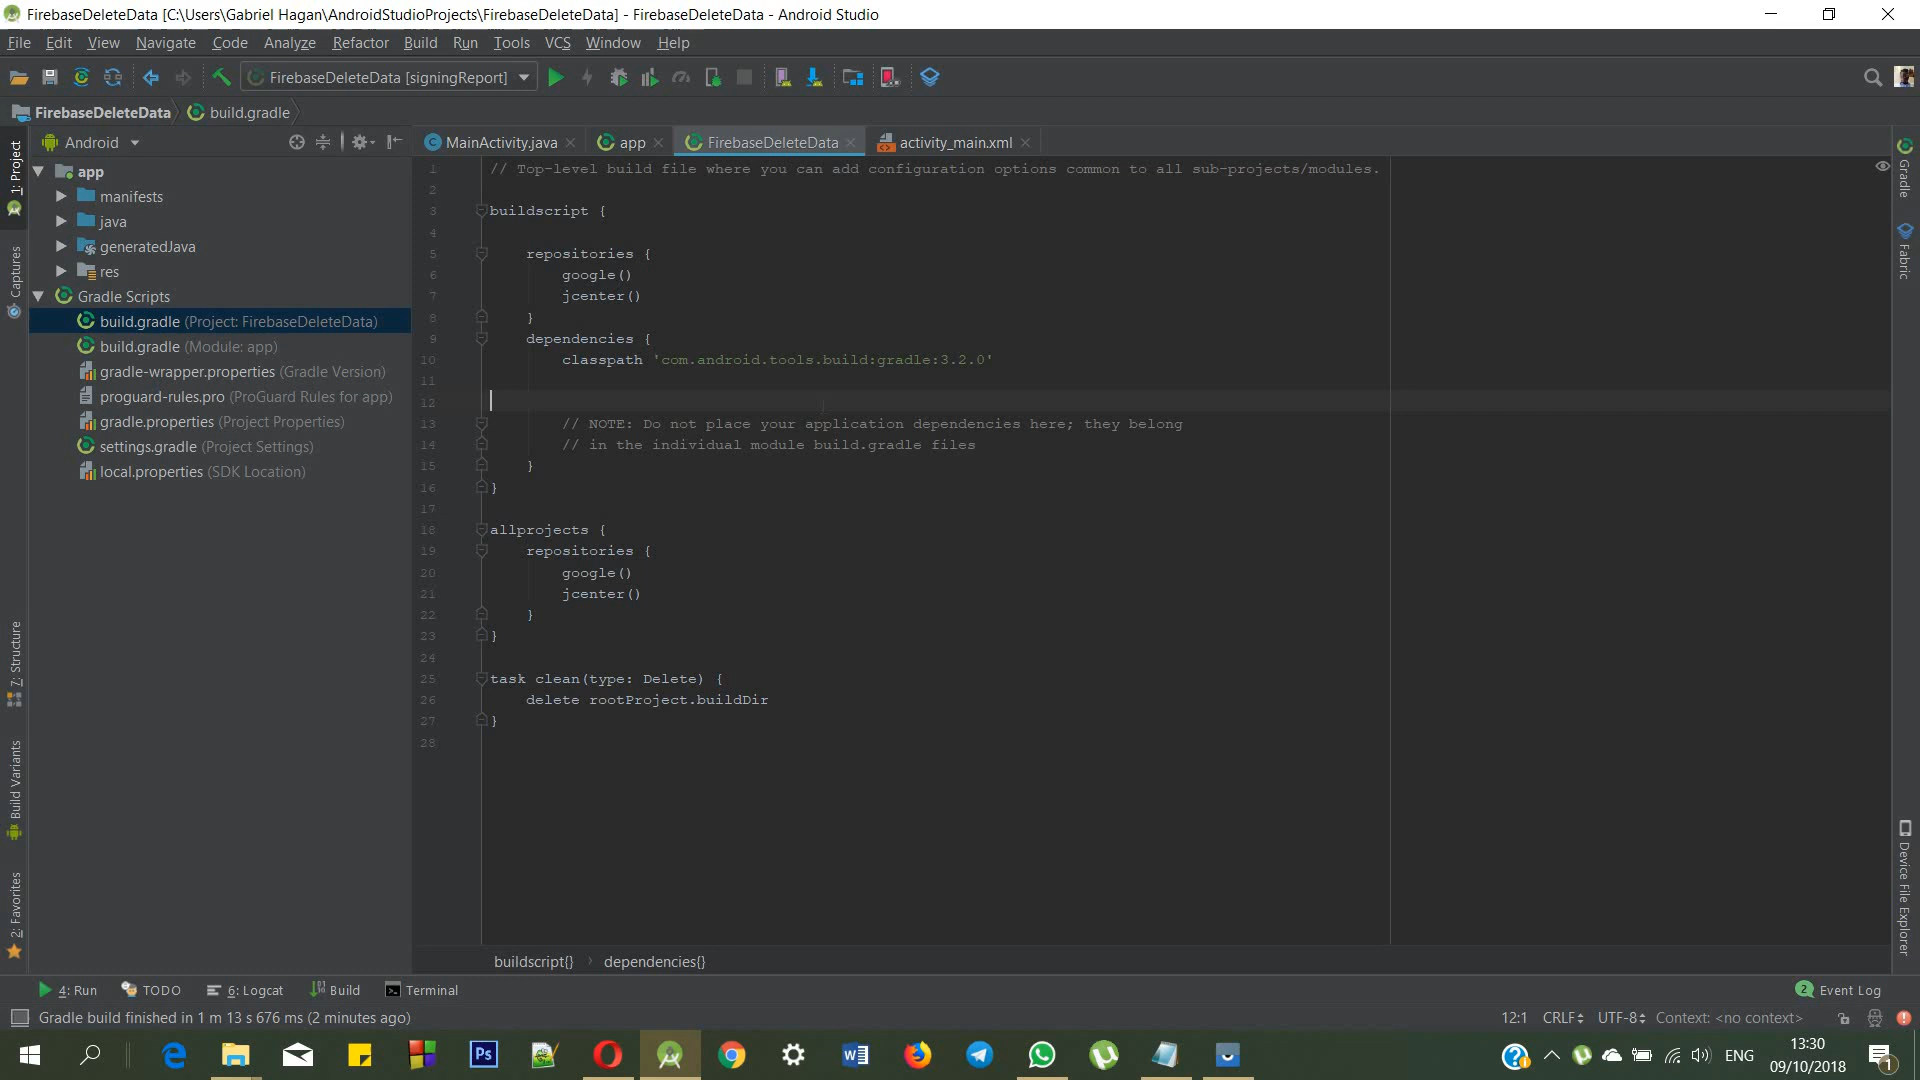 FirebaseDeleteData [C:\Users\Gabriel Hagan\AndroidStudioProjects\FirebaseDeleteData] - FirebaseDeleteData - Android Studio
File Edit View Navigate Code Analyze Refactor Build Run Tools VCS Window Help
FirebaseDeleteData [signingReport]
FirebaseDeleteData build.gradle
Android
MainActivity.java app FirebaseDeleteData activity_main.xml
1: Project
Captures
7: Structure
Build Variants
2: Favorites
app
manifests
java
generatedJava
res
Gradle Scripts
build.gradle (Project: FirebaseDeleteData)
build.gradle (Module: app)
gradle-wrapper.properties (Gradle Version)
proguard-rules.pro (ProGuard Rules for app)
gradle.properties (Project Properties)
settings.gradle (Project Settings)
local.properties (SDK Location)
1 // Top-level build file where you can add configuration options common to all sub-projects/modules.
2
3 buildscript {
4
5 repositories {
6 google()
7 jcenter()
8 }
9 dependencies {
10 classpath 'com.android.tools.build:gradle:3.2.0'
11
12
13 // NOTE: Do not place your application dependencies here; they belong
14 // in the individual module build.gradle files
15 }
16 }
17
18 allprojects {
19 repositories {
20 google()
21 jcenter()
22 }
23 }
24
25 task clean(type: Delete) {
26 delete rootProject.buildDir
27 }
28
Gradle
Fabric
Device File Explorer
buildscript{} dependencies{}
4: Run TODO 6: Logcat Build Terminal
2 Event Log
Gradle build finished in 1 m 13 s 676 ms (2 minutes ago)
12:1 CRLF UTF-8 Context: <no context>
Ps
ENG
13:30
09/10/2018
1